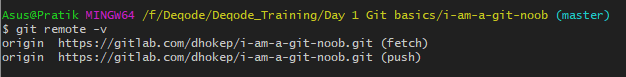 Asus@Pratik MINGW64 /f/Deqode/Deqode_Training/Day 1 Git basics/i-am-a-git-noob (master)
$ git remote -v
origin  https://gitlab.com/dhokep/i-am-a-git-noob.git (fetch)
origin  https://gitlab.com/dhokep/i-am-a-git-noob.git (push)